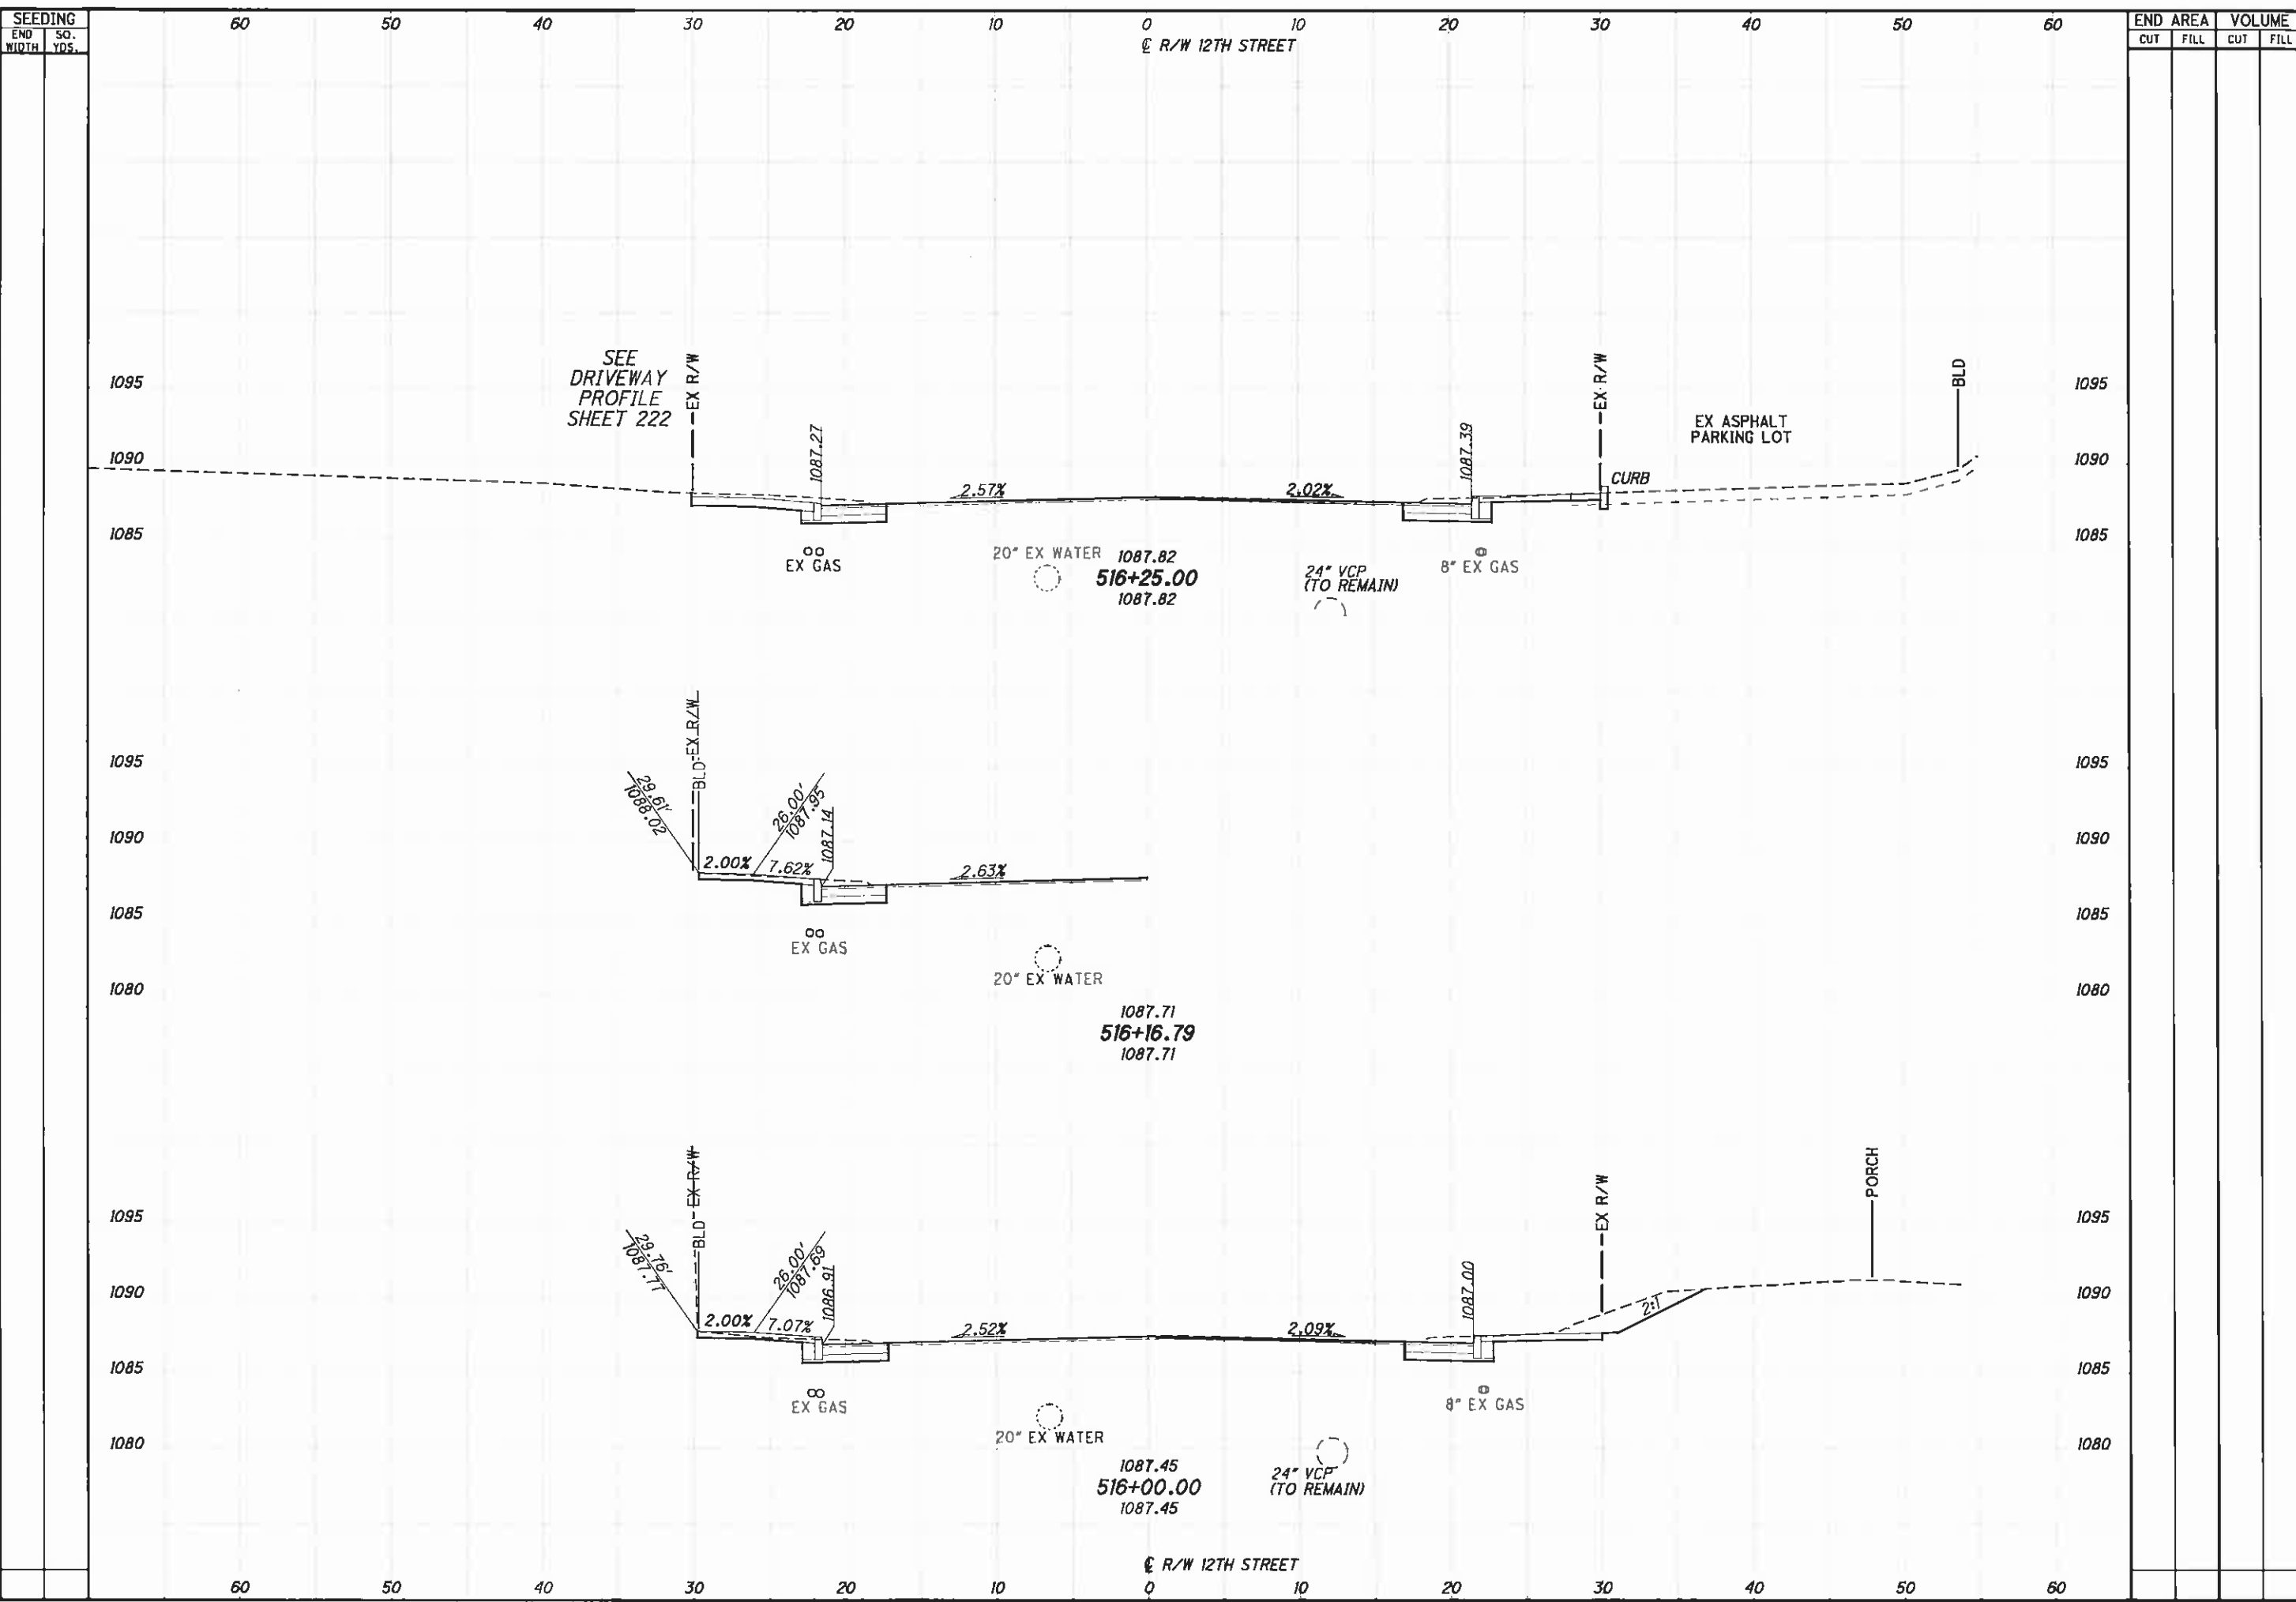 SEEDING
END WIDTH
SQ. YDS.
60 50 40 30 20 10 0 10 20 30 40 50 60
℄ R/W 12TH STREET
END AREA
VOLUME
CUT FILL CUT FILL
SEE
DRIVEWAY
PROFILE
SHEET 222
EX R/W
1087.27
1087.39
EX R/W
EX ASPHALT
PARKING LOT
BLD
CURB
1095 1095
1090 1090
1085 1085
2.57%
2.02%
EX GAS
20" EX WATER
1087.82
516+25.00
1087.82
24" VCP
(TO REMAIN)
8" EX GAS
BLD
EX R/W
29.61'
1088.02
26.00'
1087.95
1087.14
1095 1095
1090 1090
1085 1085
1080 1080
2.00%
7.62%
2.63%
EX GAS
20" EX WATER
1087.71
516+16.79
1087.71
BLD
EX R/W
29.76'
1087.77
26.00'
1087.69
1086.91
1087.00
EX R/W
PORCH
1095 1095
1090 1090
1085 1085
1080 1080
2.00%
7.07%
2.52%
2.09%
2:1
EX GAS
20" EX WATER
8" EX GAS
1087.45
516+00.00
1087.45
24" VCP
(TO REMAIN)
℄ R/W 12TH STREET
60 50 40 30 20 10 0 10 20 30 40 50 60